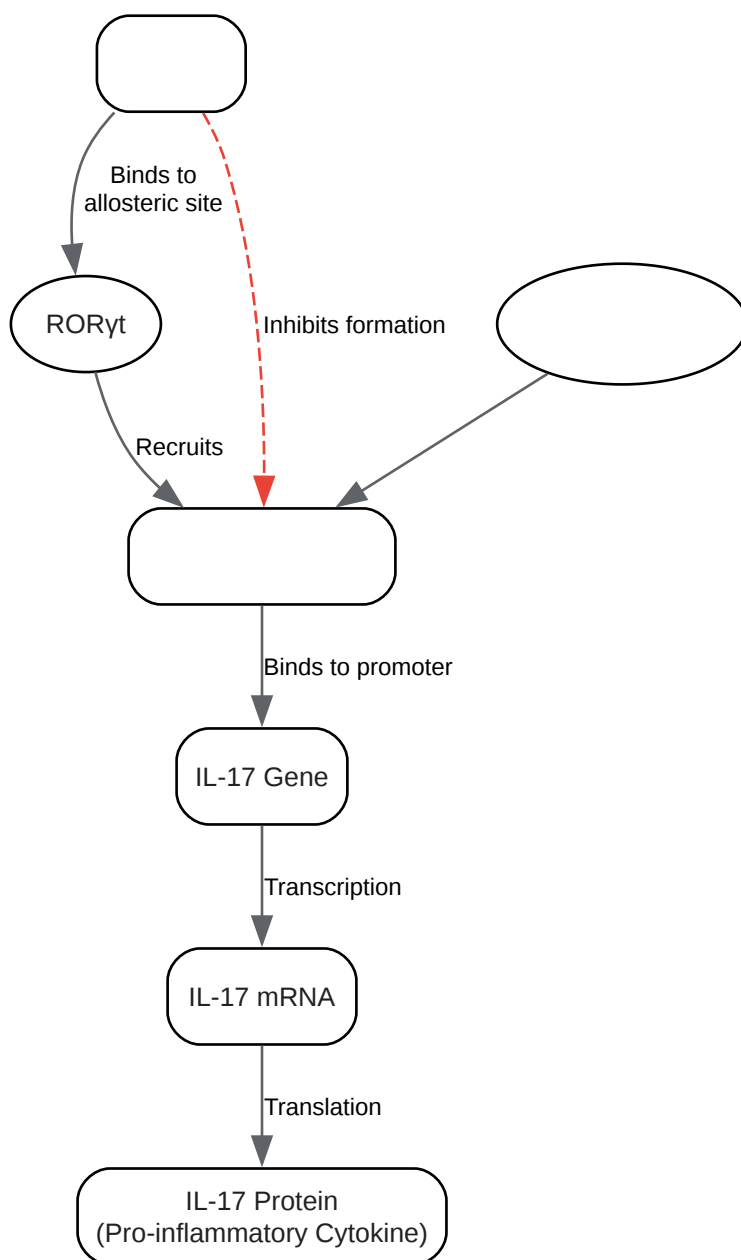 Binds to
allosteric site
RORγt
Inhibits formation
Recruits
Binds to promoter
IL-17 Gene
Transcription
IL-17 mRNA
Translation
IL-17 Protein
(Pro-inflammatory Cytokine)